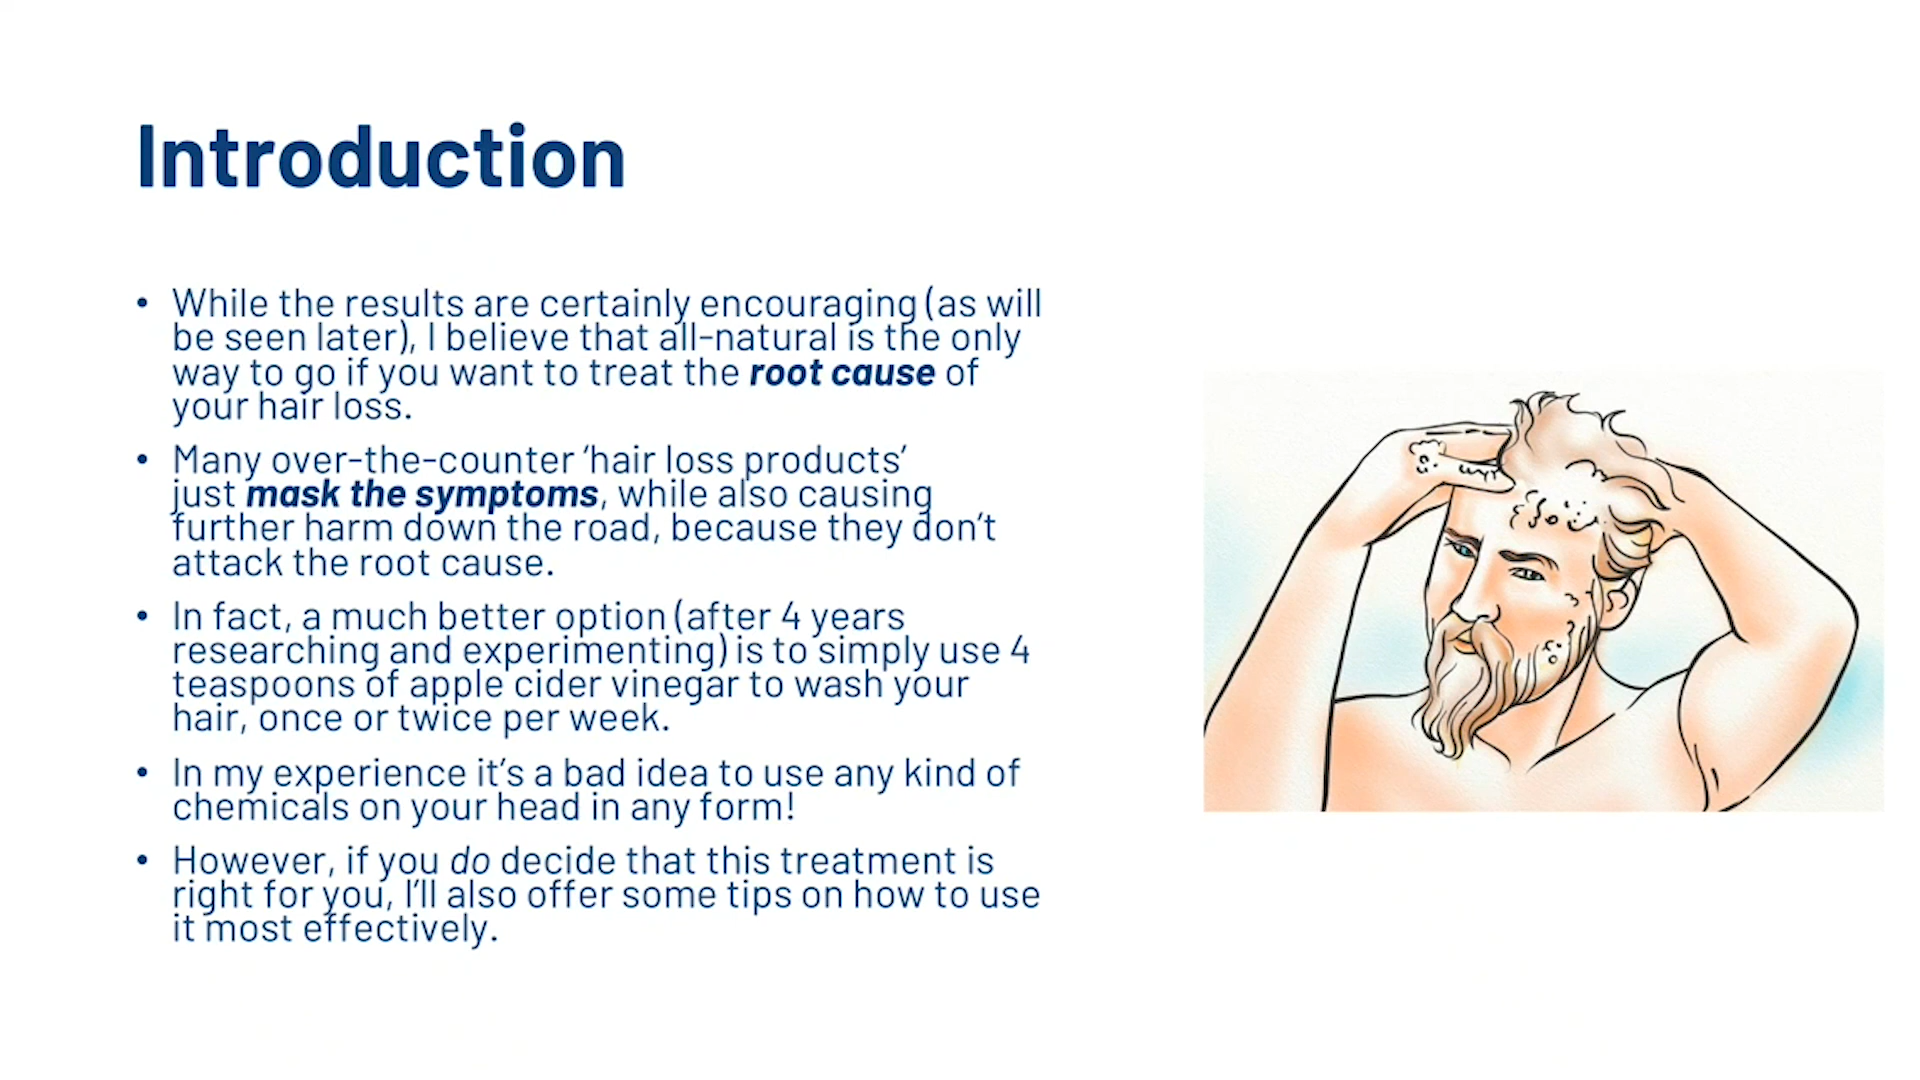 Introduction
• While the results are certainly encouraging (as will
be seen later), I believe that all-natural is the only
way to go if you want to treat the root cause of
your hair loss.
• Many over-the-counter ‘hair loss products’
just mask the symptoms, while also causing
further harm down the road, because they don’t
attack the root cause.
• In fact, a much better option (after 4 years
researching and experimenting) is to simply use 4
teaspoons of apple cider vinegar to wash your
hair, once or twice per week.
• In my experience it’s a bad idea to use any kind of
chemicals on your head in any form!
• However, if you do decide that this treatment is
right for you, I’ll also offer some tips on how to use
it most effectively.